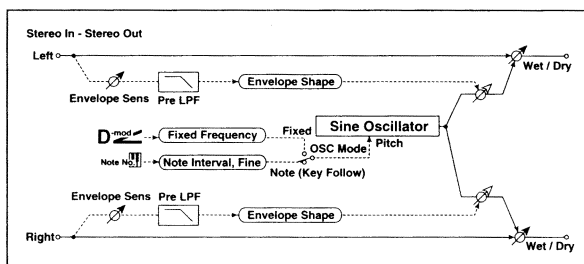 Stereo In - Stereo Out
Left
Wet / Dry
Envelope Sens
Pre LPF
Envelope Shape
D-mod
Fixed Frequency
Fixed
Sine Oscillator
OSC Mode
Pitch
Note No.
Note Interval, Fine
Note (Key Follow)
Envelope Sens
Pre LPF
Envelope Shape
Right
Wet / Dry